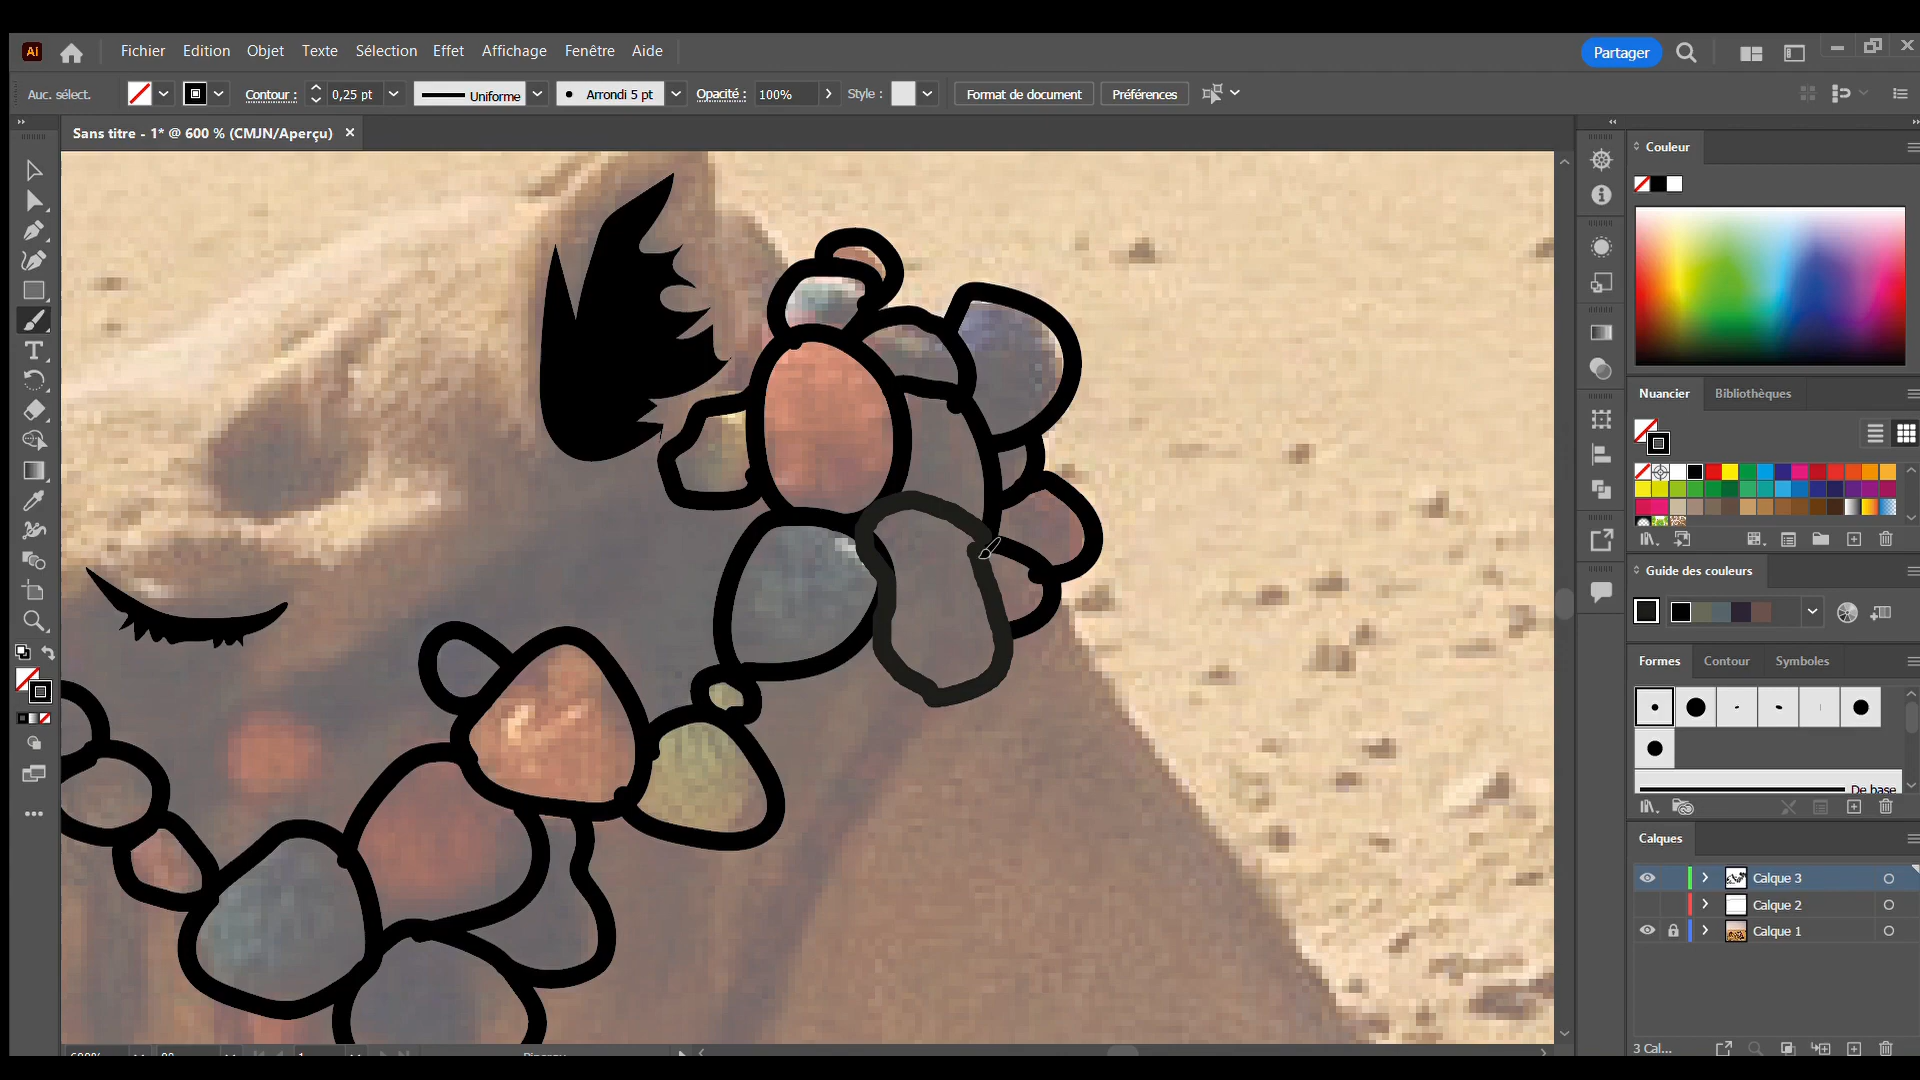 Ai Fichier Edition Objet Texte Sélection Effet Affichage Fenêtre Aide Partager
Auc. sélect. Contour : 0,25 pt Uniforme Arrondi 5 pt Opacité : 100% Style : Format de document Préférences
Sans titre - 1* @ 600 % (CMJN/Aperçu)
Couleur
Nuancier Bibliothèques
Guide des couleurs
Formes Contour Symboles
De base
Calques
Calque 3
Calque 2
Calque 1
3 Cal...